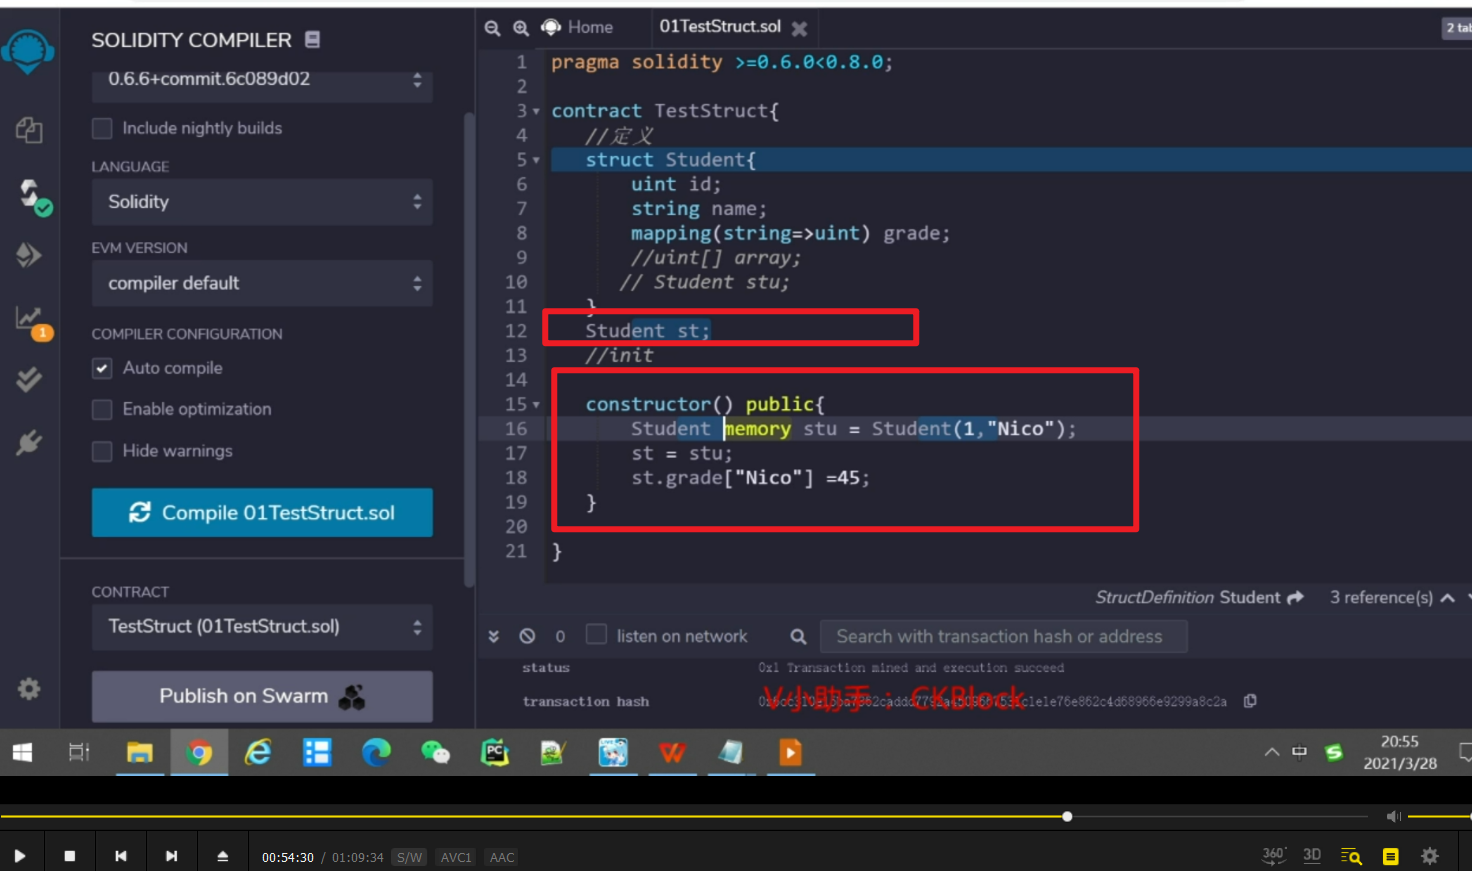 SOLIDITY COMPILER
0.6.6+commit.6c089d02
Include nightly builds
LANGUAGE
Solidity
EVM VERSION
compiler default
COMPILER CONFIGURATION
Auto compile
Enable optimization
Hide warnings
Compile 01TestStruct.sol
CONTRACT
TestStruct (01TestStruct.sol)
Publish on Swarm
1
Home
01TestStruct.sol
2 tab
1 pragma solidity >=0.6.0<0.8.0;
2
3 contract TestStruct{
4 //定义
5 struct Student{
6 uint id;
7 string name;
8 mapping(string=>uint) grade;
9 //uint[] array;
10 // Student stu;
11 }
12 Student st;
13 //init
14
15 constructor() public{
16 Student memory stu = Student(1,"Nico");
17 st = stu;
18 st.grade["Nico"] =45;
19 }
20
21 }
StructDefinition Student 3 reference(s)
0 listen on network Search with transaction hash or address
status 0x1 Transaction mined and execution succeed
transaction hash
V小助手：CKBlock
中
20:55
2021/3/28
00:54:30 / 01:09:34 S/W AVC1 AAC
360° 3D